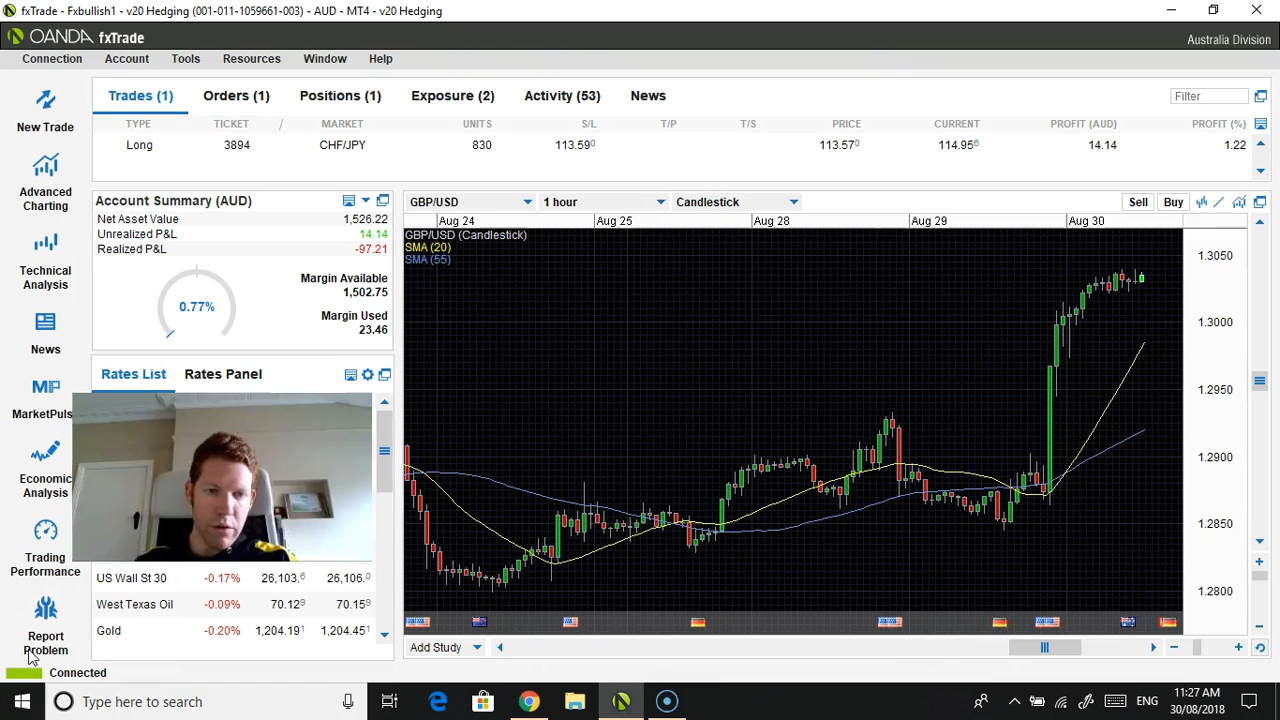 fxTrade - Fxbullish1 - v20 Hedging (001-011-1059661-003) - AUD - MT4 - v20 Hedging
OANDA fxTrade
Australia Division
Connection Account Tools Resources Window Help
New Trade
Advanced Charting
Technical Analysis
News
MarketPuls
Economic Analysis
Trading Performance
Report Problem
Connected
Trades (1) Orders (1) Positions (1) Exposure (2) Activity (53) News Filter
TYPE TICKET / MARKET UNITS S/L T/P T/S PRICE CURRENT PROFIT (AUD) PROFIT (%)
Long 3894 CHF/JPY 830 113.590 113.570 114.956 14.14 1.22
Account Summary (AUD)
Net Asset Value 1,526.22
Unrealized P&L 14.14
Realized P&L -97.21
0.77%
Margin Available
1,502.75
Margin Used
23.46
Rates List Rates Panel
US Wall St 30 -0.17% 26,103.6 26,106.0
West Texas Oil -0.09% 70.129 70.159
Gold -0.20% 1,204.191 1,204.451
GBP/USD 1 hour Candlestick Sell Buy
Aug 24 Aug 25 Aug 28 Aug 29 Aug 30
GBP/USD (Candlestick)
SMA (20)
SMA (55)
1.3050
1.3000
1.2950
1.2900
1.2850
1.2800
Add Study
Type here to search
ENG
11:27 AM
30/08/2018